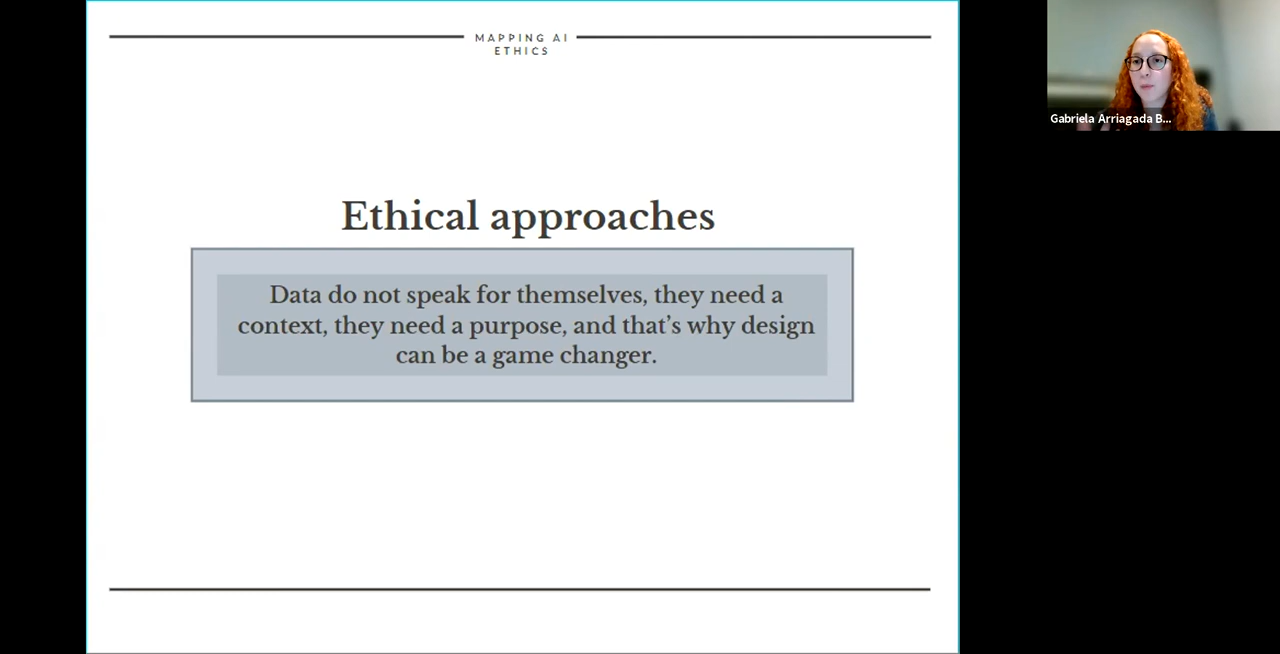 MAPPING AI
ETHICS
Ethical approaches
Data do not speak for themselves, they need a
context, they need a purpose, and that’s why design
can be a game changer.
Gabriela Arriagada B...